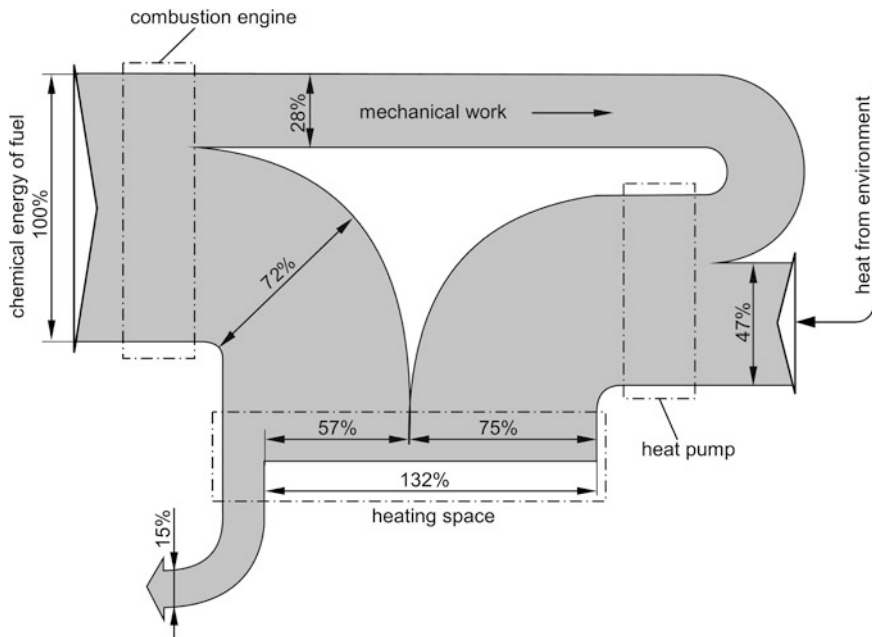 combustion engine
chemical energy of fuel
100%
28%
mechanical work
heat from environment
72%
47%
57%
75%
heat pump
132%
heating space
15%